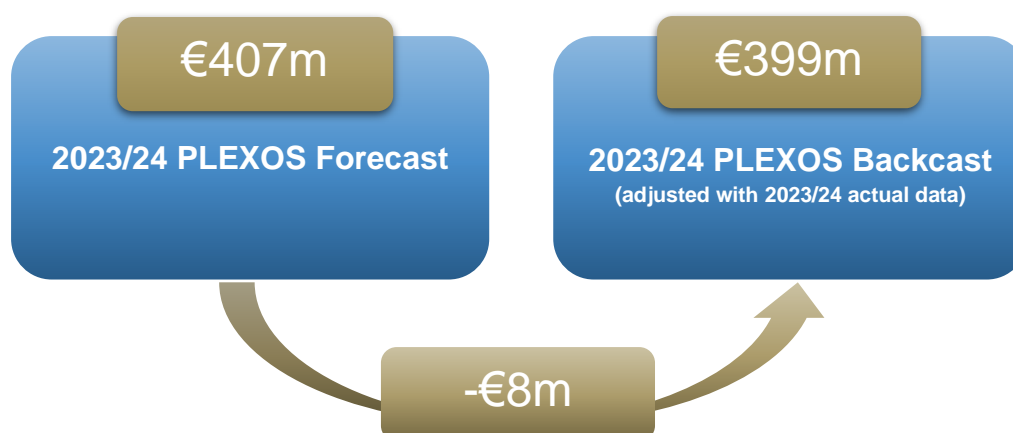 €407m
2023/24 PLEXOS Forecast
€399m
2023/24 PLEXOS Backcast
(adjusted with 2023/24 actual data)
-€8m